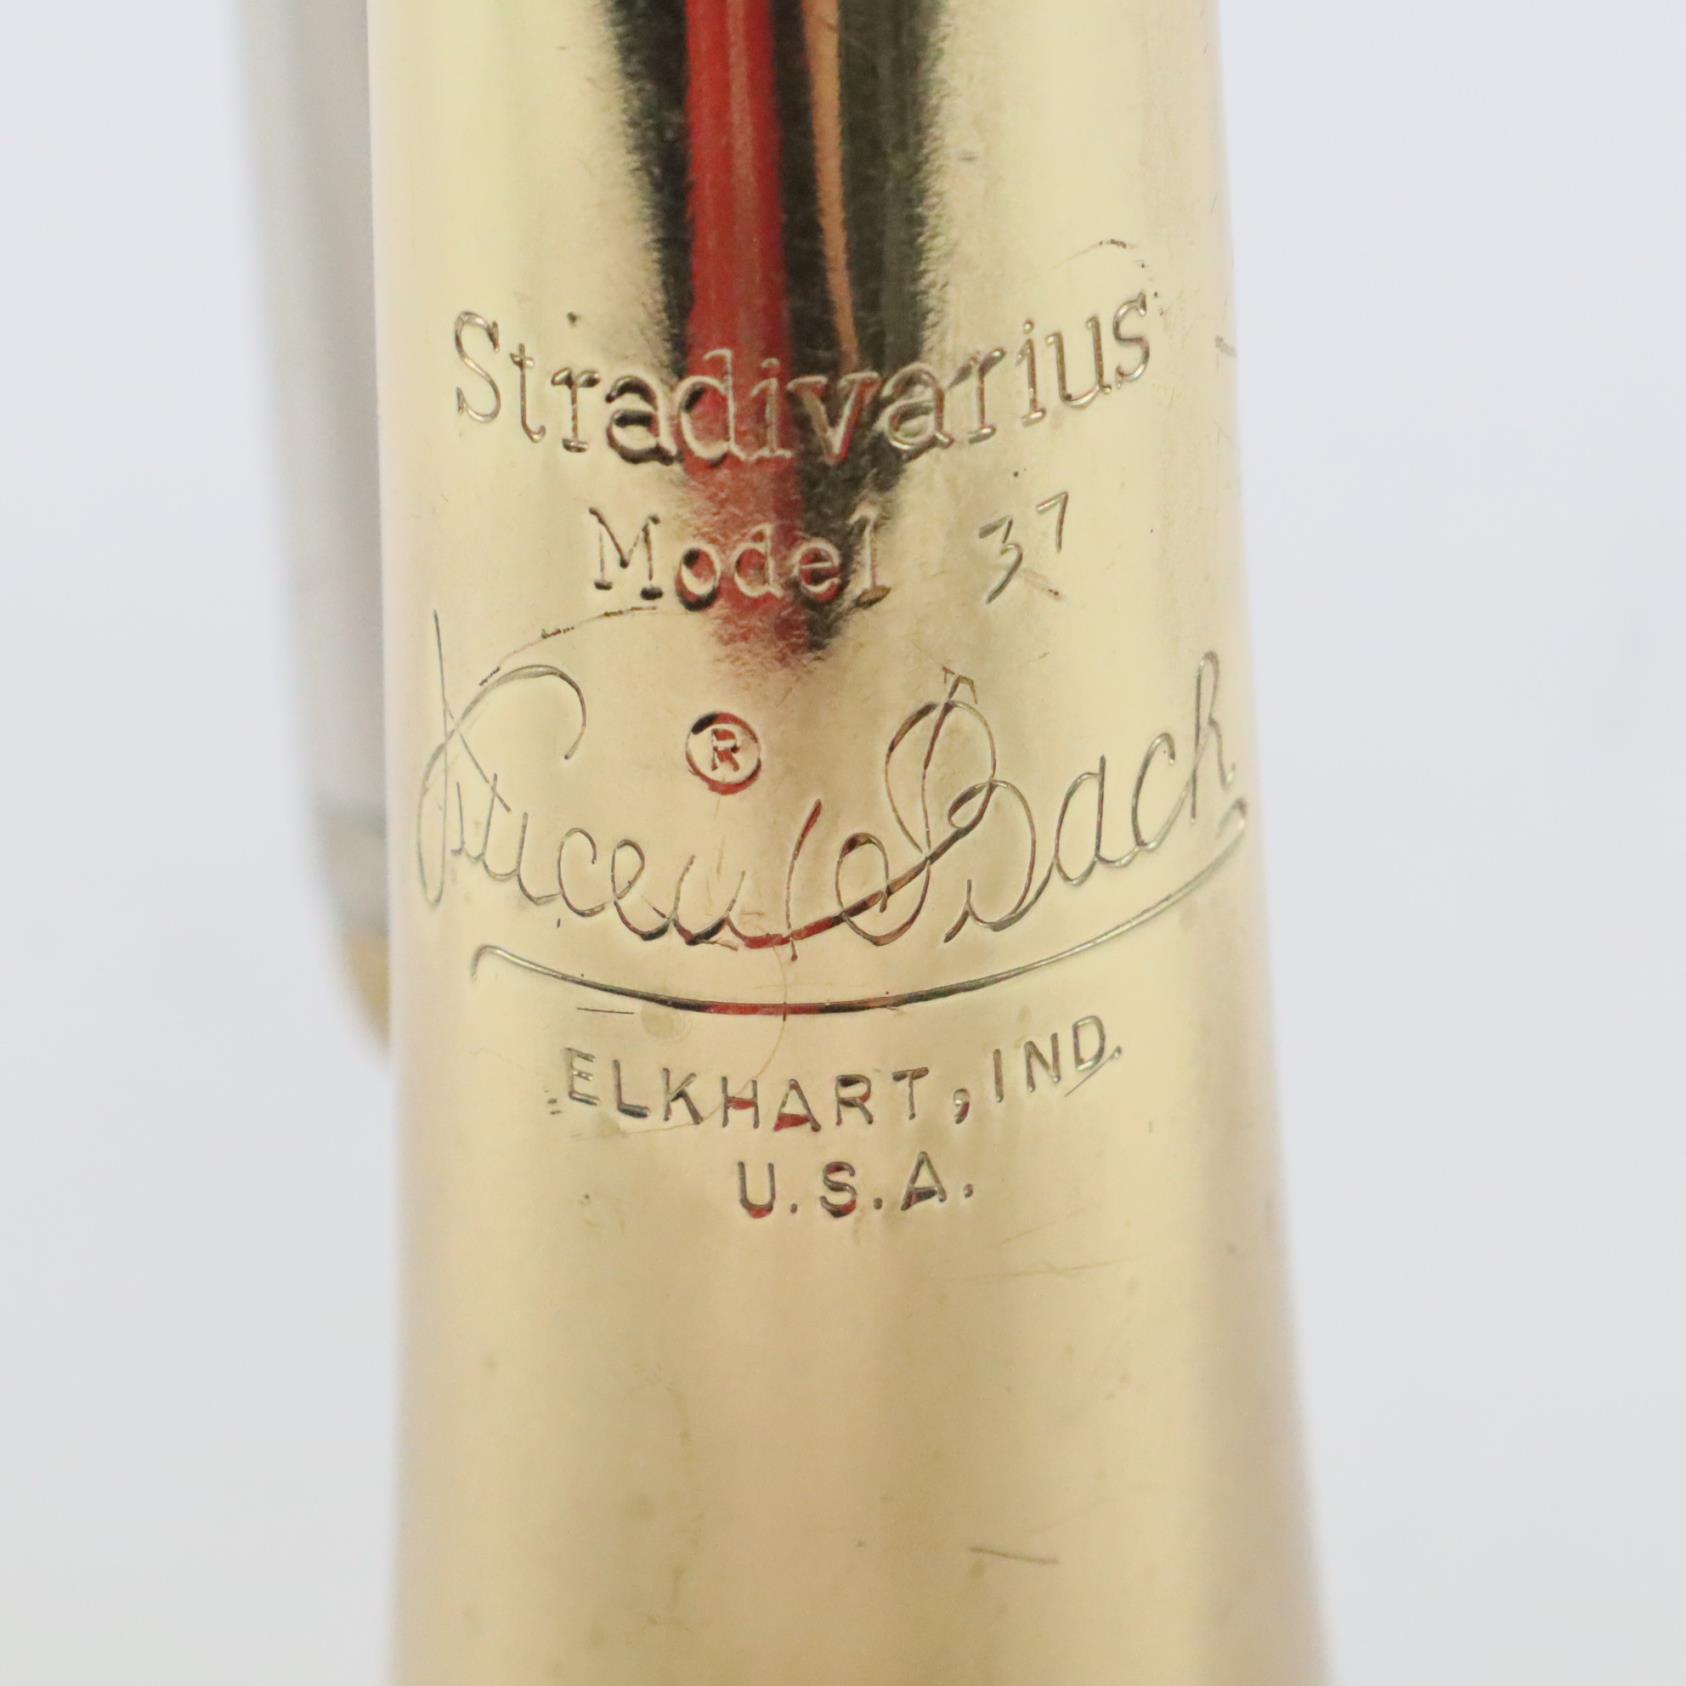 Stradivarius
Model 37
®
Vincent Bach
ELKHART, IND.
U.S.A.